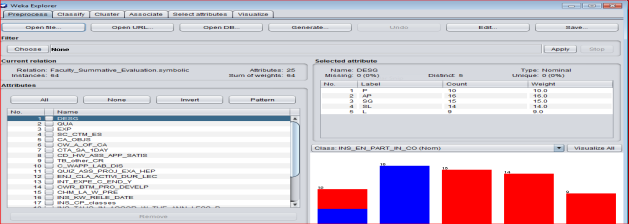 Weka Explorer
Preprocess Classify Cluster Associate Select attributes Visualize
Open file... Open URL... Open DB... Generate... Undo Edit... Save...
Filter
Choose None Apply Stop
Current relation
Relation: Faculty_Summative_Evaluation.symbolic Attributes: 25
Instances: 64 Sum of weights: 64
Attributes
All None Invert Pattern
No. Name
1 DESG
2 QUA
3 EXP
4 SC_CTM_ES
5 CA_OBJS
6 CW_A_OF_CA
7 CTA_SA_1DAY
8 CD_HW_ASS_APP_SATIS
9 TB_other_CR
10 C_WAPP_LAB_DIS
11 QUIZ_ASS_PROJ_EXA_HEP
12 ENJ_CLA_ACTIVI_DUR_LEC
13 INT_EXPE_C_END_Y
14 CWR_BTM_PRO_DEVELP
15 CHM_LA_W_PRE
16 INS_KW_RELE_DATE
17 INS_CP_classes
Remove
Selected attribute
Name: DESG Type: Nominal
Missing: 0 (0%) Distinct: 5 Unique: 0 (0%)
No. Label Count Weight
1 P 10 10.0
2 AP 16 16.0
3 SG 15 15.0
4 SL 14 14.0
5 L 9 9.0
Class: INS_EN_PART_IN_CO (Nom) Visualize All
10
16
15
14
9